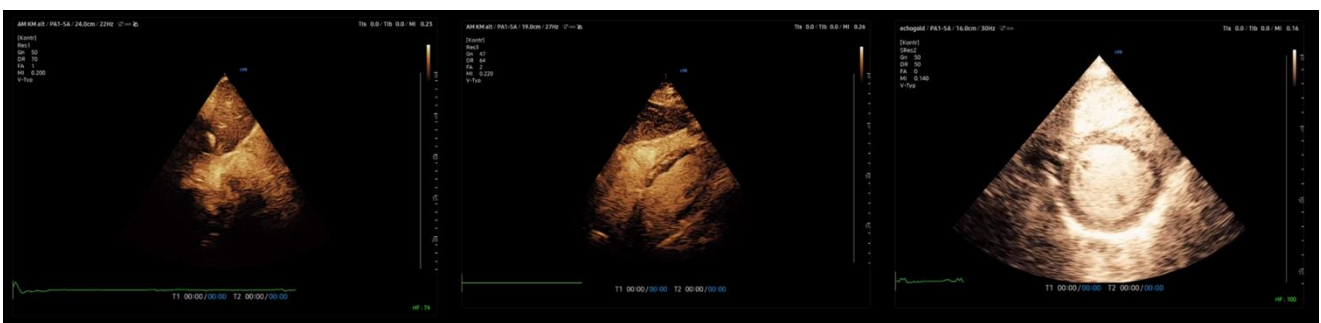 AM KM alt / PA1-5A / 24.0cm / 22Hz
TIs 0.0 / TIb 0.0 / MI 0.23
[Kontr]
Res1
Gn 50
DR 70
FA 1
MI 0.200
V-Typ
T1 00:00/00:00 T2 00:00/00:00
HF: 74
AM KM alt / PA1-5A / 19.0cm / 27Hz
TIs 0.0 / TIb 0.0 / MI 0.26
[Kontr]
Res3
Gn 47
DR 64
FA 2
MI 0.220
V-Typ
T1 00:00/00:00 T2 00:00/00:00
echogold / PA1-5A / 16.0cm / 30Hz
TIs 0.0 / TIb 0.0 / MI 0.16
[Kontr]
SRes2
Gn 50
DR 50
FA 0
MI 0.140
V-Typ
T1 00:00/00:00 T2 00:00/00:00
HF: 100